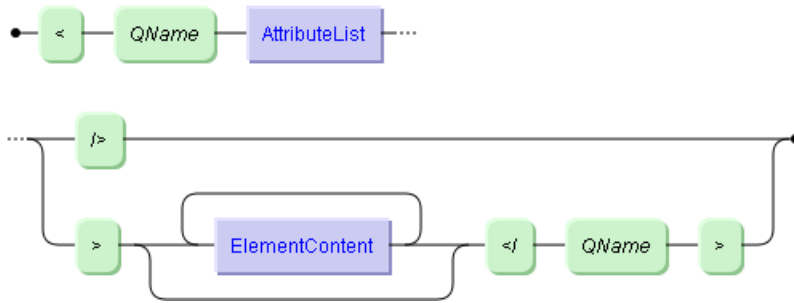 < QName AttributeList
/>
> ElementContent </ QName >